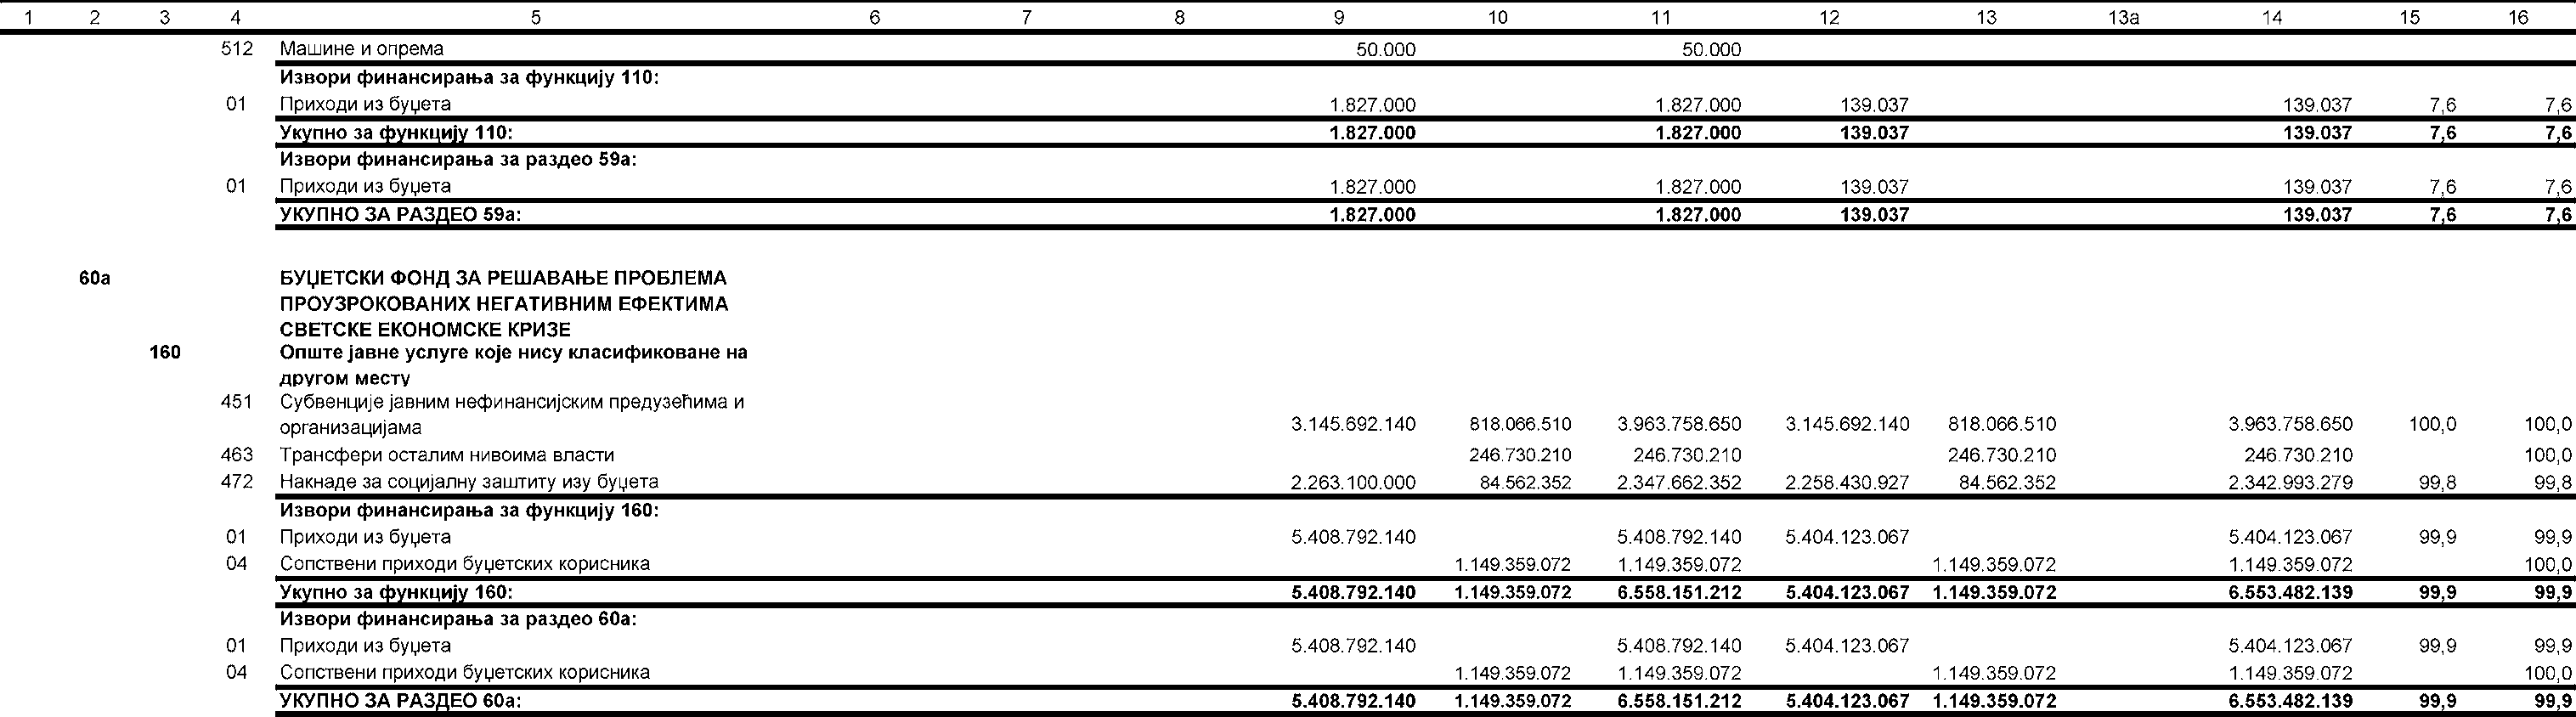 1 2 3 4 5 6 7 8 9 10 11 12 13 13a 14 15 16
512 Машине и опрема 50.000 50.000
Извори финансирања за функцију 110:
01 Приходи из буџета 1.827.000 1.827.000 139.037 139.037 7,6 7,6
Укупно за функцију 110: 1.827.000 1.827.000 139.037 139.037 7,6 7,6
Извори финансирања за раздео 59а:
01 Приходи из буџета 1.827.000 1.827.000 139.037 139.037 7,6 7,6
УКУПНО ЗА РАЗДЕО 59а: 1.827.000 1.827.000 139.037 139.037 7,6 7,6
60а БУЏЕТСКИ ФОНД ЗА РЕШАВАЊЕ ПРОБЛЕМА
ПРОУЗРОКОВАНИХ НЕГАТИВНИМ ЕФЕКТИМА
СВЕТСКЕ ЕКОНОМСКЕ КРИЗЕ
160 Опште јавне услуге које нису класификоване на
другом месту
451 Субвенције јавним нефинансијским предузећима и
организацијама 3.145.692.140 818.066.510 3.963.758.650 3.145.692.140 818.066.510 3.963.758.650 100,0 100,0
463 Трансфери осталим нивоима власти 246.730.210 246.730.210 246.730.210 246.730.210 100,0
472 Накнаде за социјалну заштиту изу буџета 2.263.100.000 84.562.352 2.347.662.352 2.258.430.927 84.562.352 2.342.993.279 99,8 99,8
Извори финансирања за функцију 160:
01 Приходи из буџета 5.408.792.140 5.408.792.140 5.404.123.067 5.404.123.067 99,9 99,9
04 Сопствени приходи буџетских корисника 1.149.359.072 1.149.359.072 1.149.359.072 1.149.359.072 100,0
Укупно за функцију 160: 5.408.792.140 1.149.359.072 6.558.151.212 5.404.123.067 1.149.359.072 6.553.482.139 99,9 99,9
Извори финансирања за раздео 60а:
01 Приходи из буџета 5.408.792.140 5.408.792.140 5.404.123.067 5.404.123.067 99,9 99,9
04 Сопствени приходи буџетских корисника 1.149.359.072 1.149.359.072 1.149.359.072 1.149.359.072 100,0
УКУПНО ЗА РАЗДЕО 60а: 5.408.792.140 1.149.359.072 6.558.151.212 5.404.123.067 1.149.359.072 6.553.482.139 99,9 99,9